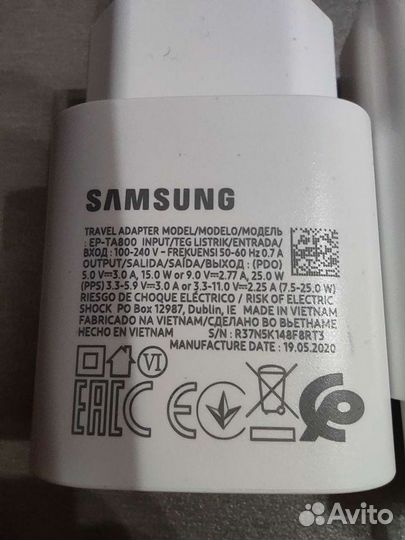 SAMSUNG
TRAVEL ADAPTER MODEL/MODELO/МОДЕЛЬ
: EP-TA800 INPUT/TEG LISTRIK/ENTRADA/
ВХОД : 100-240 V ~ FREKUENSI 50-60 Hz 0.7 A
OUTPUT/SALIDA/SAÍDA/ВЫХОД : (PDO)
5.0 V⎓3.0 A, 15.0 W or 9.0 V⎓2.77 A, 25.0 W
(PPS) 3.3-5.9 V⎓3.0 A or 3.3-11.0 V⎓2.25 A (7.5-25.0 W)
RIESGO DE CHOQUE ELÉCTRICO / RISK OF ELECTRIC
SHOCK PO Box 12987, Dublin, IE MADE IN VIETNAM
FABRICADO NA VIETNAM/СДЕЛАНО ВО ВЬЕТНАМЕ
HECHO EN VIETNAM S/N : R37N5K148F8RT3
MANUFACTURE DATE : 19.05.2020
VI
EAC CE
Avito